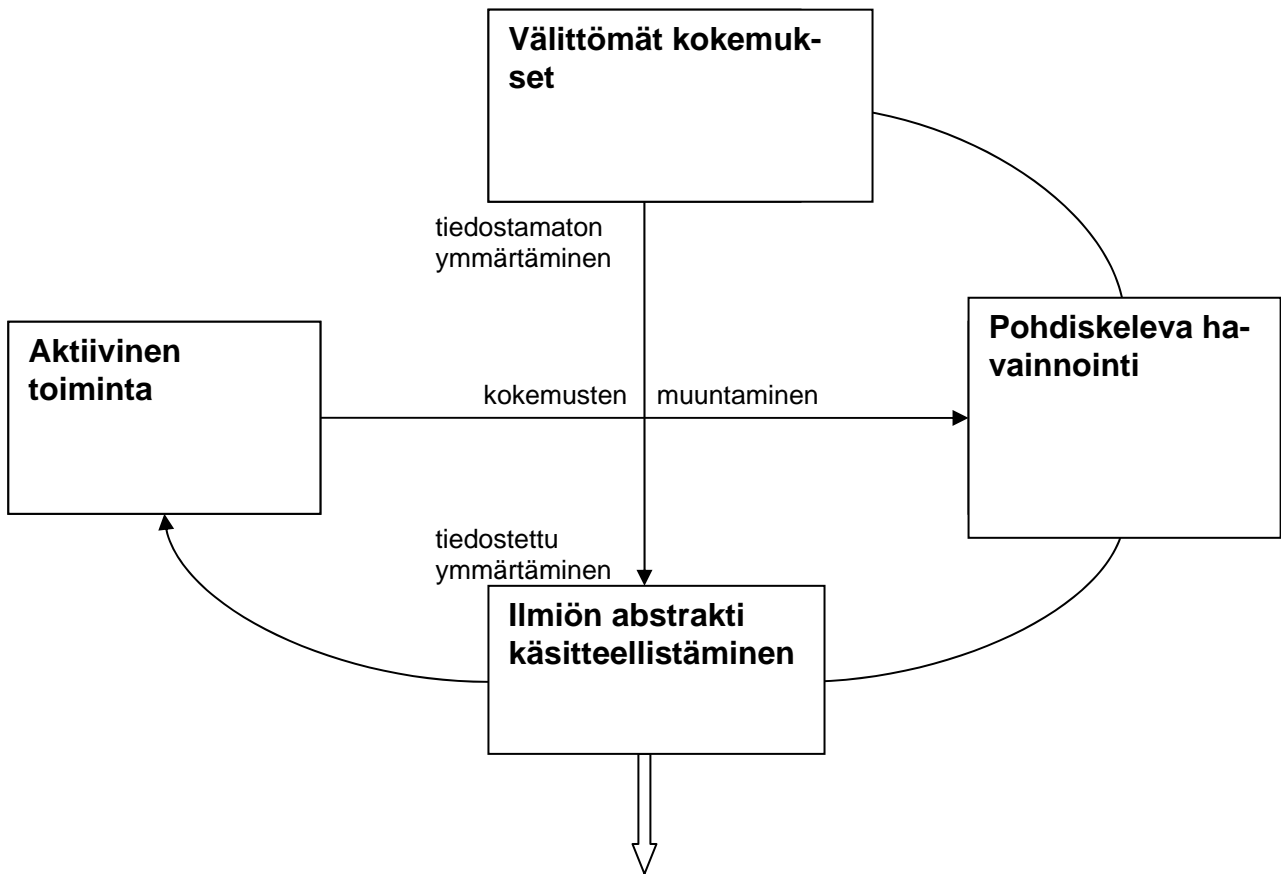 Välittömät kokemuk-
set
tiedostamaton
ymmärtäminen
Aktiivinen
toiminta
Pohdiskeleva ha-
vainnointi
kokemusten muuntaminen
tiedostettu
ymmärtäminen
Ilmiön abstrakti
käsitteellistäminen